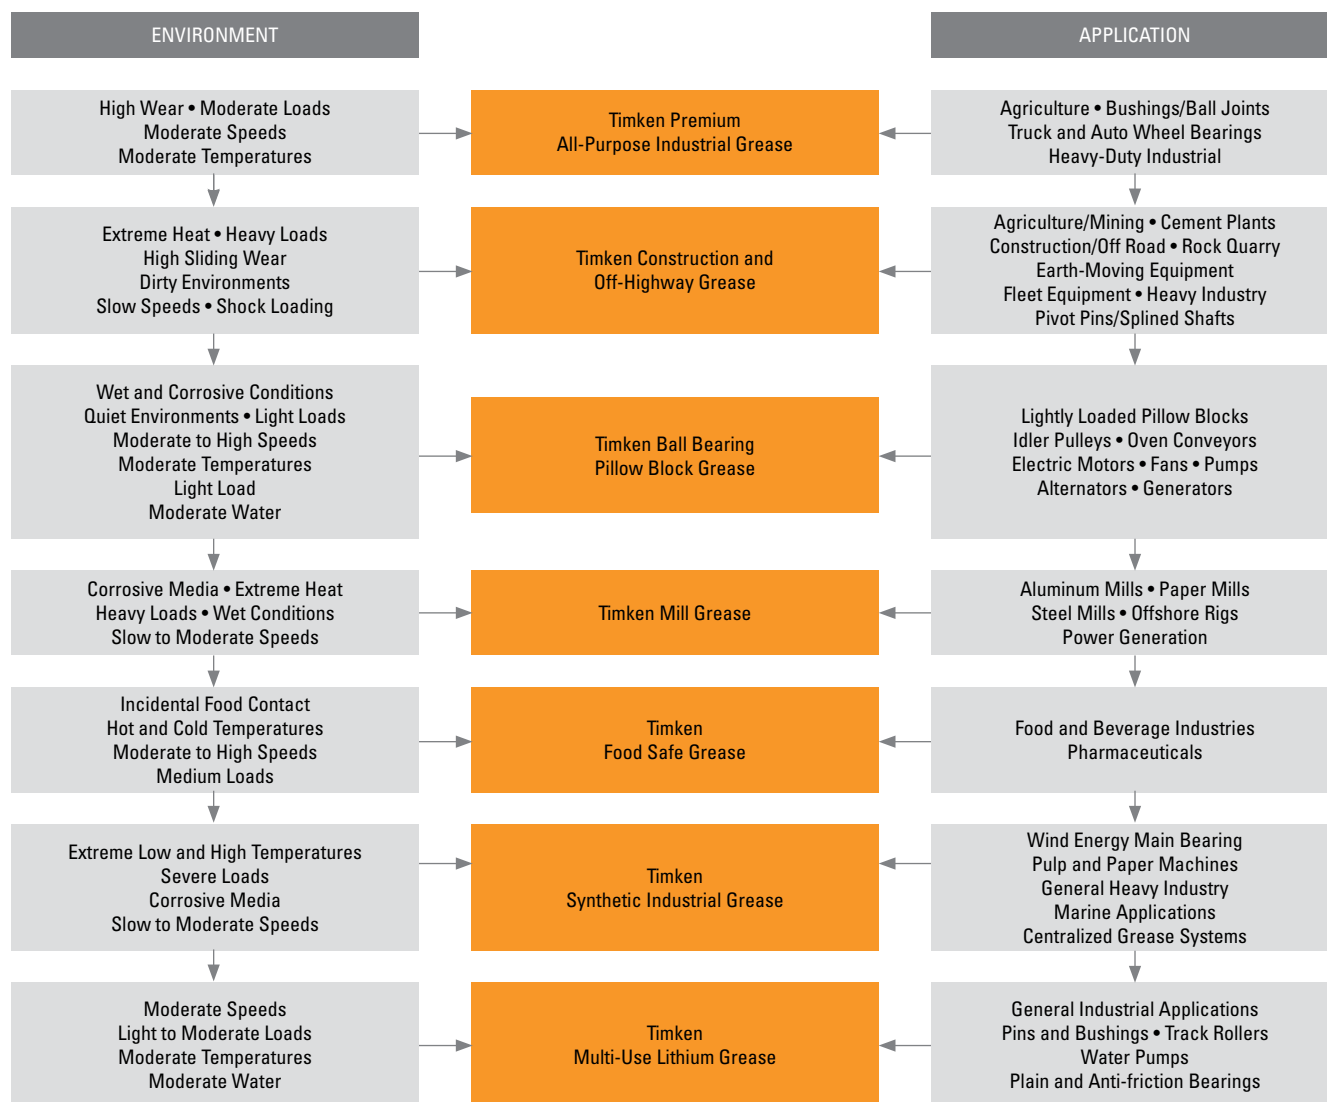 ENVIRONMENT
APPLICATION
High Wear • Moderate Loads
Moderate Speeds
Moderate Temperatures
Timken Premium
All-Purpose Industrial Grease
Agriculture • Bushings/Ball Joints
Truck and Auto Wheel Bearings
Heavy-Duty Industrial
Extreme Heat • Heavy Loads
High Sliding Wear
Dirty Environments
Slow Speeds • Shock Loading
Timken Construction and
Off-Highway Grease
Agriculture/Mining • Cement Plants
Construction/Off Road • Rock Quarry
Earth-Moving Equipment
Fleet Equipment • Heavy Industry
Pivot Pins/Splined Shafts
Wet and Corrosive Conditions
Quiet Environments • Light Loads
Moderate to High Speeds
Moderate Temperatures
Light Load
Moderate Water
Timken Ball Bearing
Pillow Block Grease
Lightly Loaded Pillow Blocks
Idler Pulleys • Oven Conveyors
Electric Motors • Fans • Pumps
Alternators • Generators
Corrosive Media • Extreme Heat
Heavy Loads • Wet Conditions
Slow to Moderate Speeds
Timken Mill Grease
Aluminum Mills • Paper Mills
Steel Mills • Offshore Rigs
Power Generation
Incidental Food Contact
Hot and Cold Temperatures
Moderate to High Speeds
Medium Loads
Timken
Food Safe Grease
Food and Beverage Industries
Pharmaceuticals
Extreme Low and High Temperatures
Severe Loads
Corrosive Media
Slow to Moderate Speeds
Timken
Synthetic Industrial Grease
Wind Energy Main Bearing
Pulp and Paper Machines
General Heavy Industry
Marine Applications
Centralized Grease Systems
Moderate Speeds
Light to Moderate Loads
Moderate Temperatures
Moderate Water
Timken
Multi-Use Lithium Grease
General Industrial Applications
Pins and Bushings • Track Rollers
Water Pumps
Plain and Anti-friction Bearings